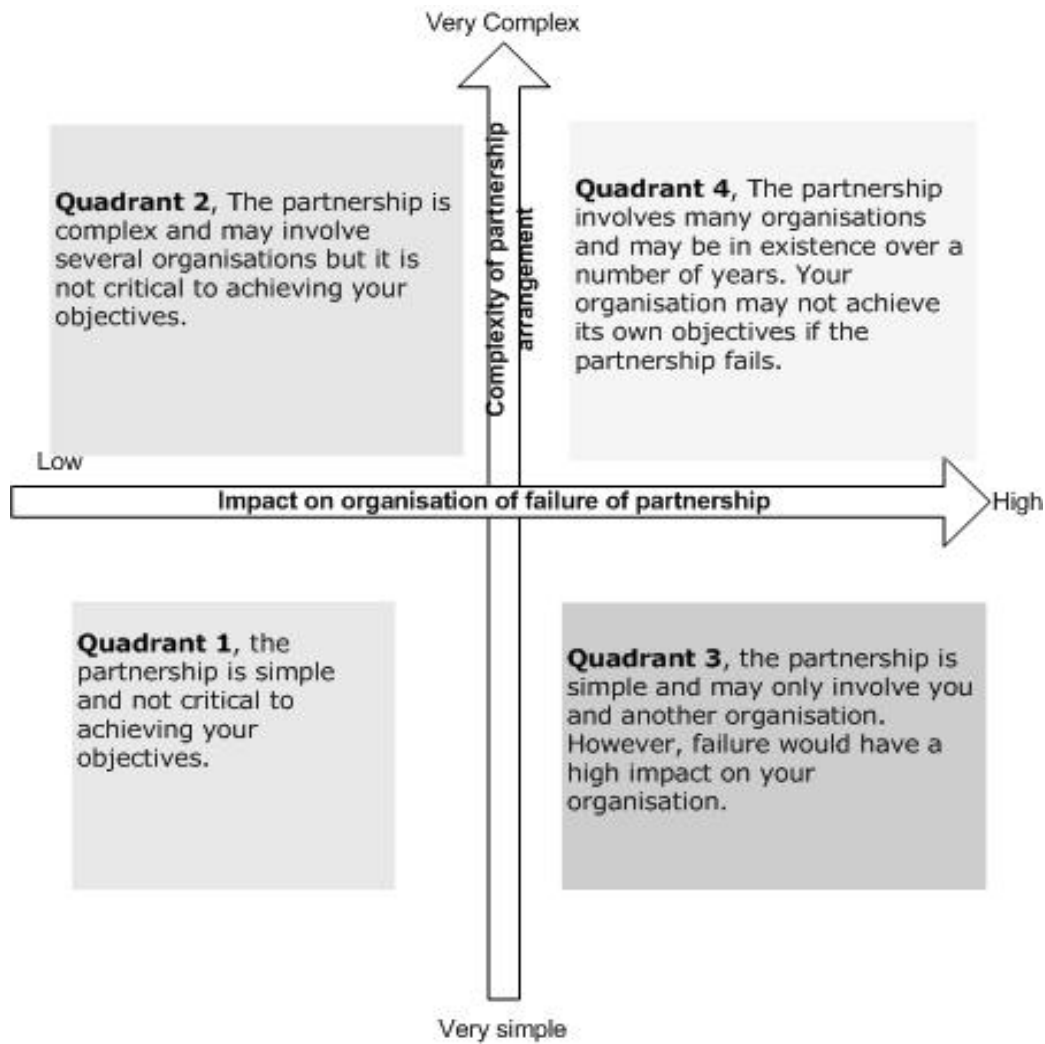 Very Complex
Quadrant 2, The partnership is
complex and may involve
several organisations but it is
not critical to achieving your
objectives.
Complexity of partnership
arrangement
Quadrant 4, The partnership
involves many organisations
and may be in existence over a
number of years. Your
organisation may not achieve
its own objectives if the
partnership fails.
Low
Impact on organisation of failure of partnership
High
Quadrant 1, the
partnership is simple
and not critical to
achieving your
objectives.
Quadrant 3, the partnership is
simple and may only involve you
and another organisation.
However, failure would have a
high impact on your
organisation.
Very simple